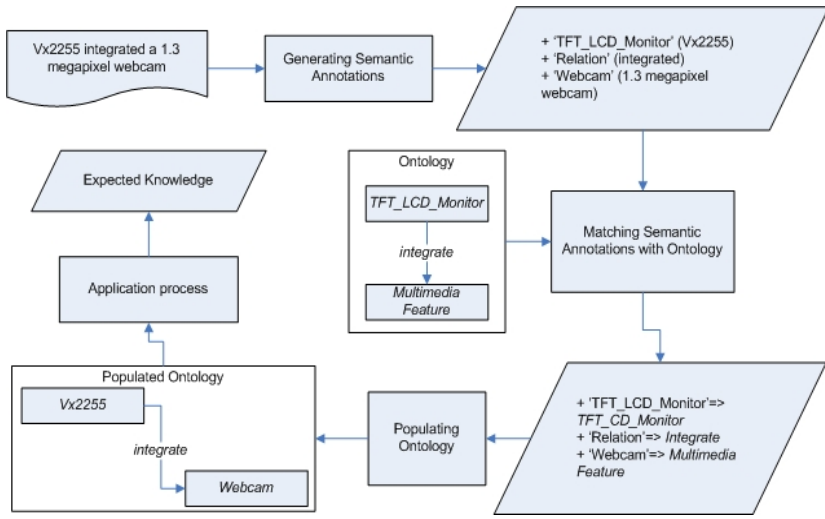 Vx2255 integrated a 1.3
megapixel webcam
Generating Semantic
Annotations
+ ‘TFT_LCD_Monitor’ (Vx2255)
+ ‘Relation’ (integrated)
+ ‘Webcam’ (1.3 megapixel
webcam)
Expected Knowledge
Ontology
TFT_LCD_Monitor
integrate
Multimedia
Feature
Matching Semantic
Annotations with Ontology
Application process
Populated Ontology
Vx2255
integrate
Webcam
Populating
Ontology
+ ‘TFT_LCD_Monitor’=>
TFT_CD_Monitor
+ ‘Relation’=> Integrate
+ ‘Webcam’=> Multimedia
Feature